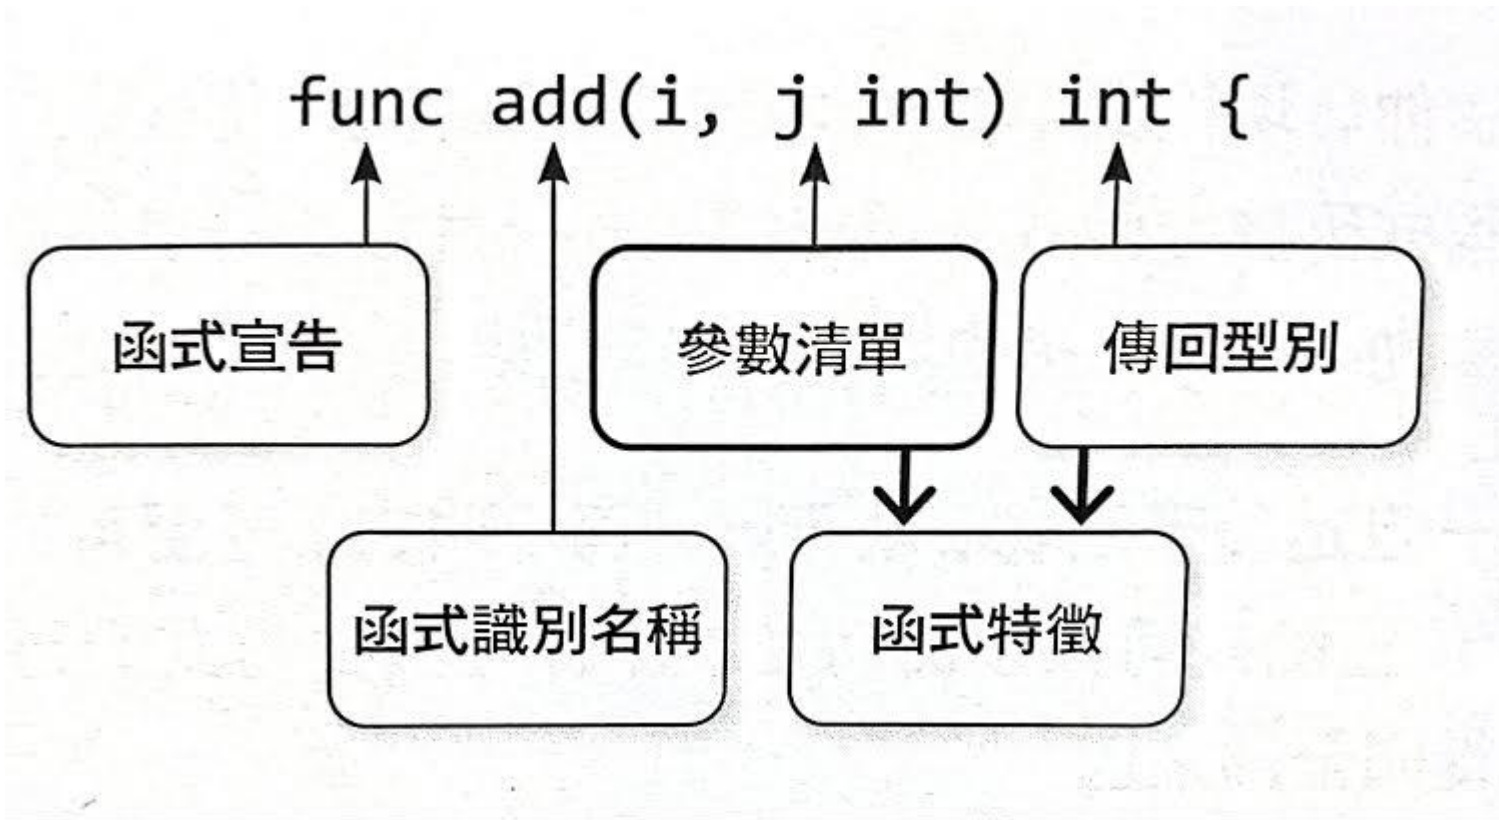 func add(i, j int) int {
函式宣告
參數清單
傳回型別
函式識別名稱
函式特徵